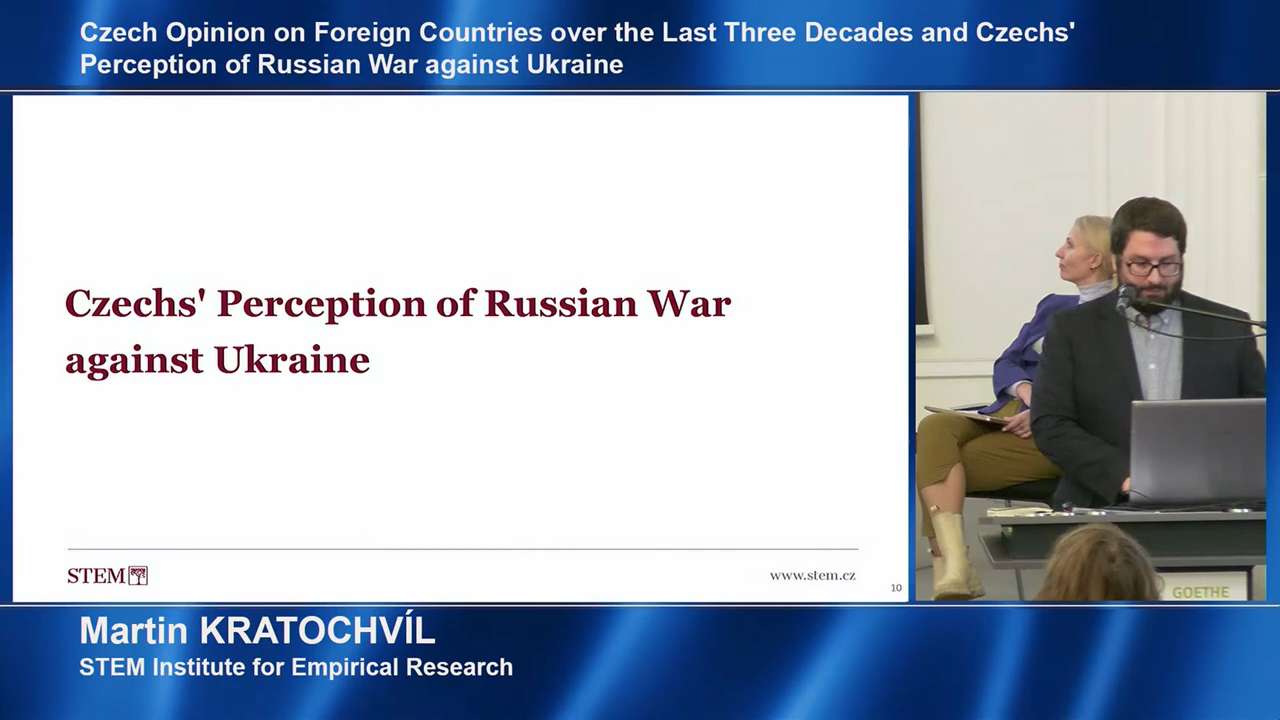 Czech Opinion on Foreign Countries over the Last Three Decades and Czechs'
Perception of Russian War against Ukraine
Czechs' Perception of Russian War
against Ukraine
STEM
www.stem.cz
10
GOETHE
Martin KRATOCHVÍL
STEM Institute for Empirical Research